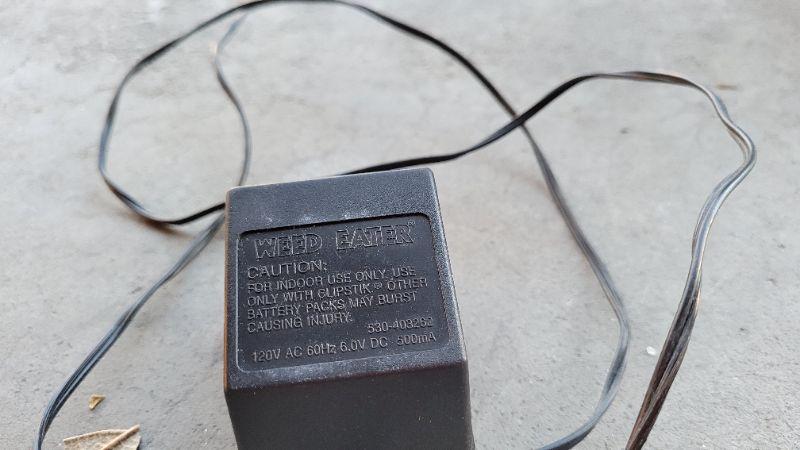 WEED EATER®
CAUTION:
FOR INDOOR USE ONLY, USE
ONLY WITH CLIPSTIK.® OTHER
BATTERY PACKS MAY BURST
CAUSING INJURY.
530-403262
120V AC 60Hz 6.0V DC 500mA